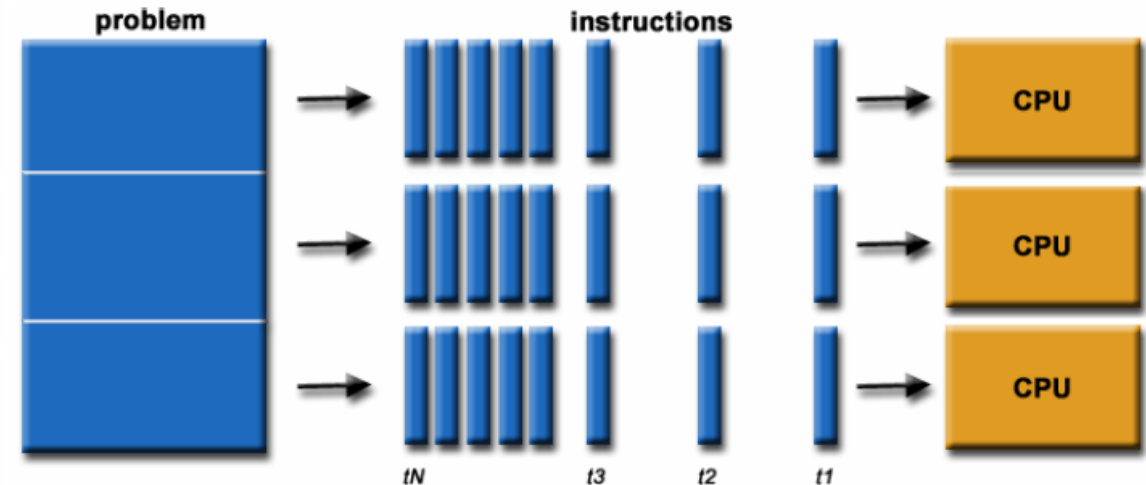 problem
instructions
CPU
CPU
CPU
tN
t3
t2
t1